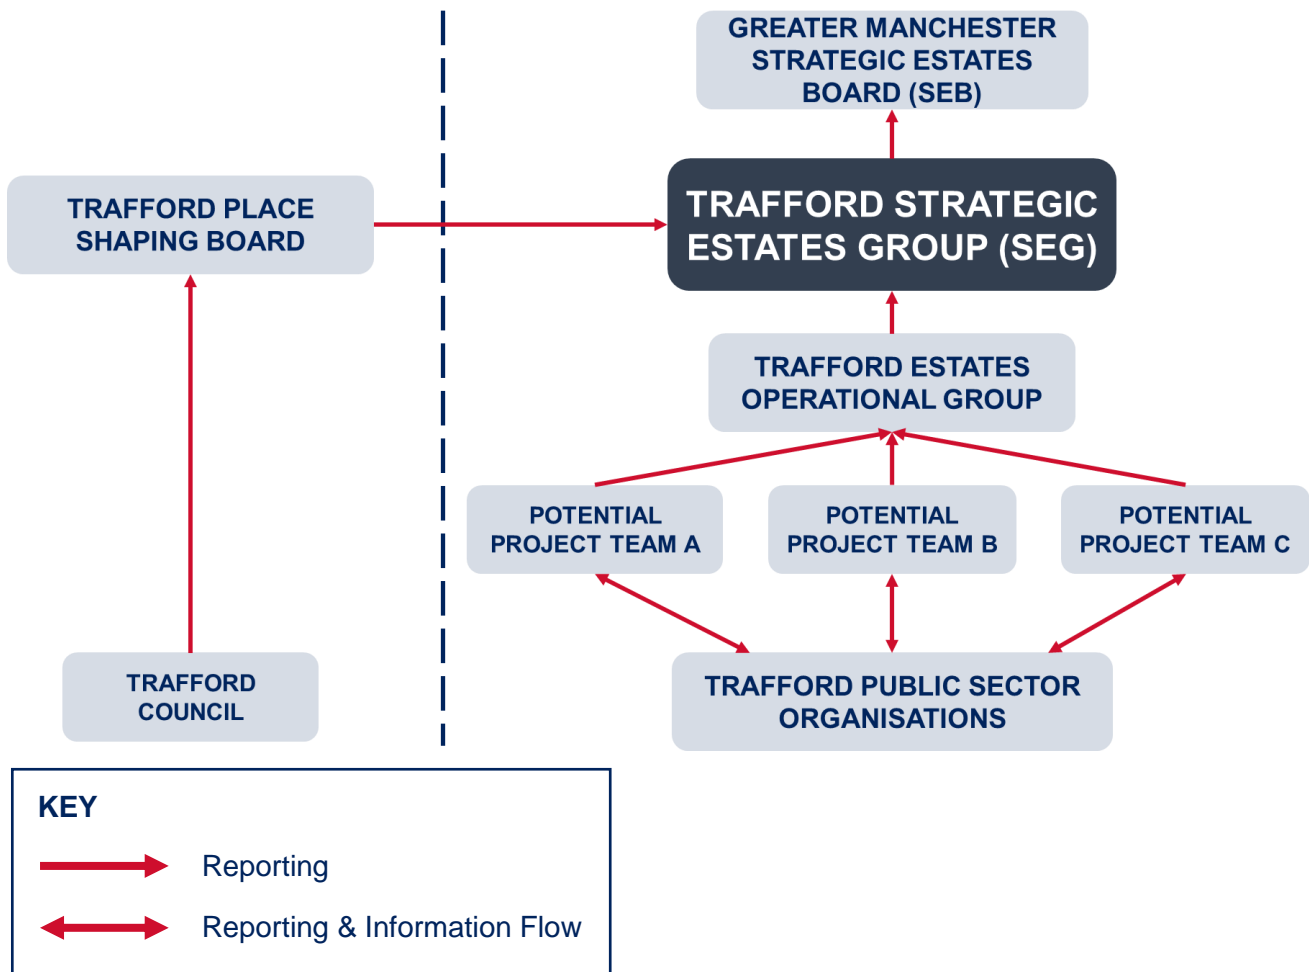 GREATER MANCHESTER
STRATEGIC ESTATES
BOARD (SEB)
TRAFFORD PLACE
SHAPING BOARD
TRAFFORD STRATEGIC
ESTATES GROUP (SEG)
TRAFFORD ESTATES
OPERATIONAL GROUP
POTENTIAL
PROJECT TEAM A
POTENTIAL
PROJECT TEAM B
POTENTIAL
PROJECT TEAM C
TRAFFORD
COUNCIL
TRAFFORD PUBLIC SECTOR
ORGANISATIONS
KEY
Reporting
Reporting & Information Flow